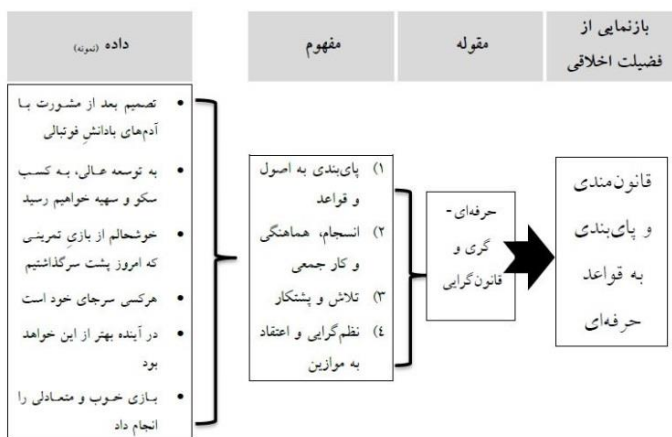 بازنمایی از
فضیلت اخلاقی
مقوله
مفهوم
داده (نمونه)
قانون‌مندی
و پای‌بندی
به قواعد
حرفه‌ای
حرفه‌ای-
گری و
قانون‌گرایی
۱) پای‌بندی به اصول
و قواعد
۲) انسجام، هماهنگی
و کار جمعی
۳) تلاش و پشتکار
٤) نظم‌گرایی و اعتقاد
به موازین
• تصمیم بعد از مشورت با
آدم‌های بادانشِ فوتبالی
• به توسعه عالی، به کسب
سکو و سهیه خواهیم رسید
• خوشحالم از بازیِ تمرینی
که امروز پشت سرگذاشتیم
• هرکسی سرجای خود است
• در آینده بهتر از این خواهد
بود
• بازی خوب و متعادلی را
انجام داد